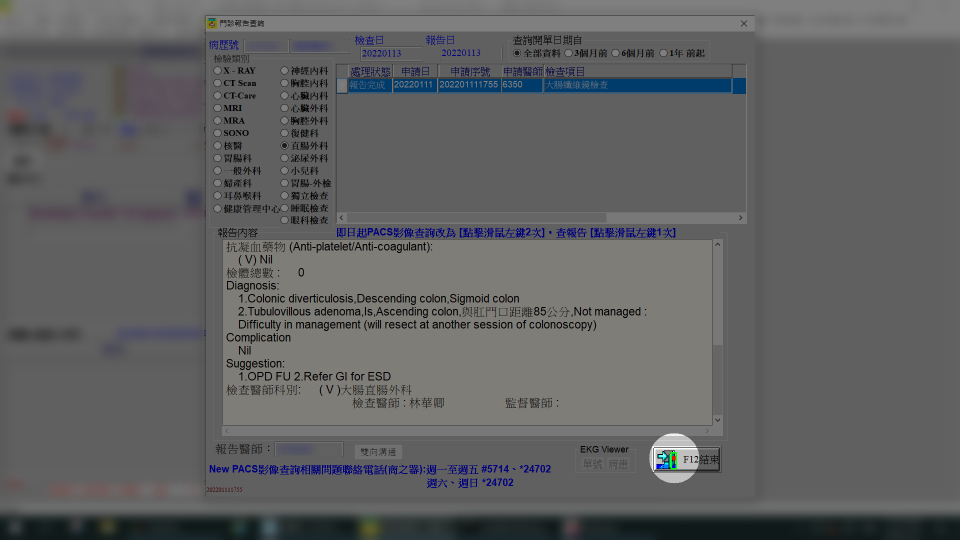 門診報告查詢
病歷號
檢查日
報告日
20220113
20220113
查詢開單日期自
全部資料 3個月前 6個月前 1年 前起
檢驗類別
X - RAY
CT Scan
CT-Care
MRI
MRA
SONO
核醫
胃腸科
一般外科
婦產科
耳鼻喉科
健康管理中心
神經內科
胸腔內科
心臟內科
心臟外科
胸腔外科
復健科
直腸外科
泌尿外科
小兒科
胃腸-外檢
獨立檢查
睡眠檢查
眼科檢查
處理狀態 申請日 申請序號 申請醫師 檢查項目
報告完成 20220111 202201111755 6350 大腸纖維鏡檢查
報告內容
即日起PACS影像查詢改為 [點擊滑鼠左鍵2次]，查報告 [點擊滑鼠左鍵1次]
抗凝血藥物 (Anti-platelet/Anti-coagulant):
( V) Nil
檢體總數 : 0
Diagnosis:
1.Colonic diverticulosis,Descending colon,Sigmoid colon
2.Tubulovillous adenoma,Is,Ascending colon,與肛門口距離85公分,Not managed :
Difficulty in management (will resect at another session of colonoscopy)
Complication
Nil
Suggestion:
1.OPD FU 2.Refer GI for ESD
檢查醫師科別: ( V )大腸直腸外科
檢查醫師 : 林華卿 監督醫師 :
報告醫師：
雙向溝通
EKG Viewer
單號 病患
F12結束
New PACS影像查詢相關問題聯絡電話(商之器):週一至週五 #5714、*24702
週六、週日 *24702
202201111755